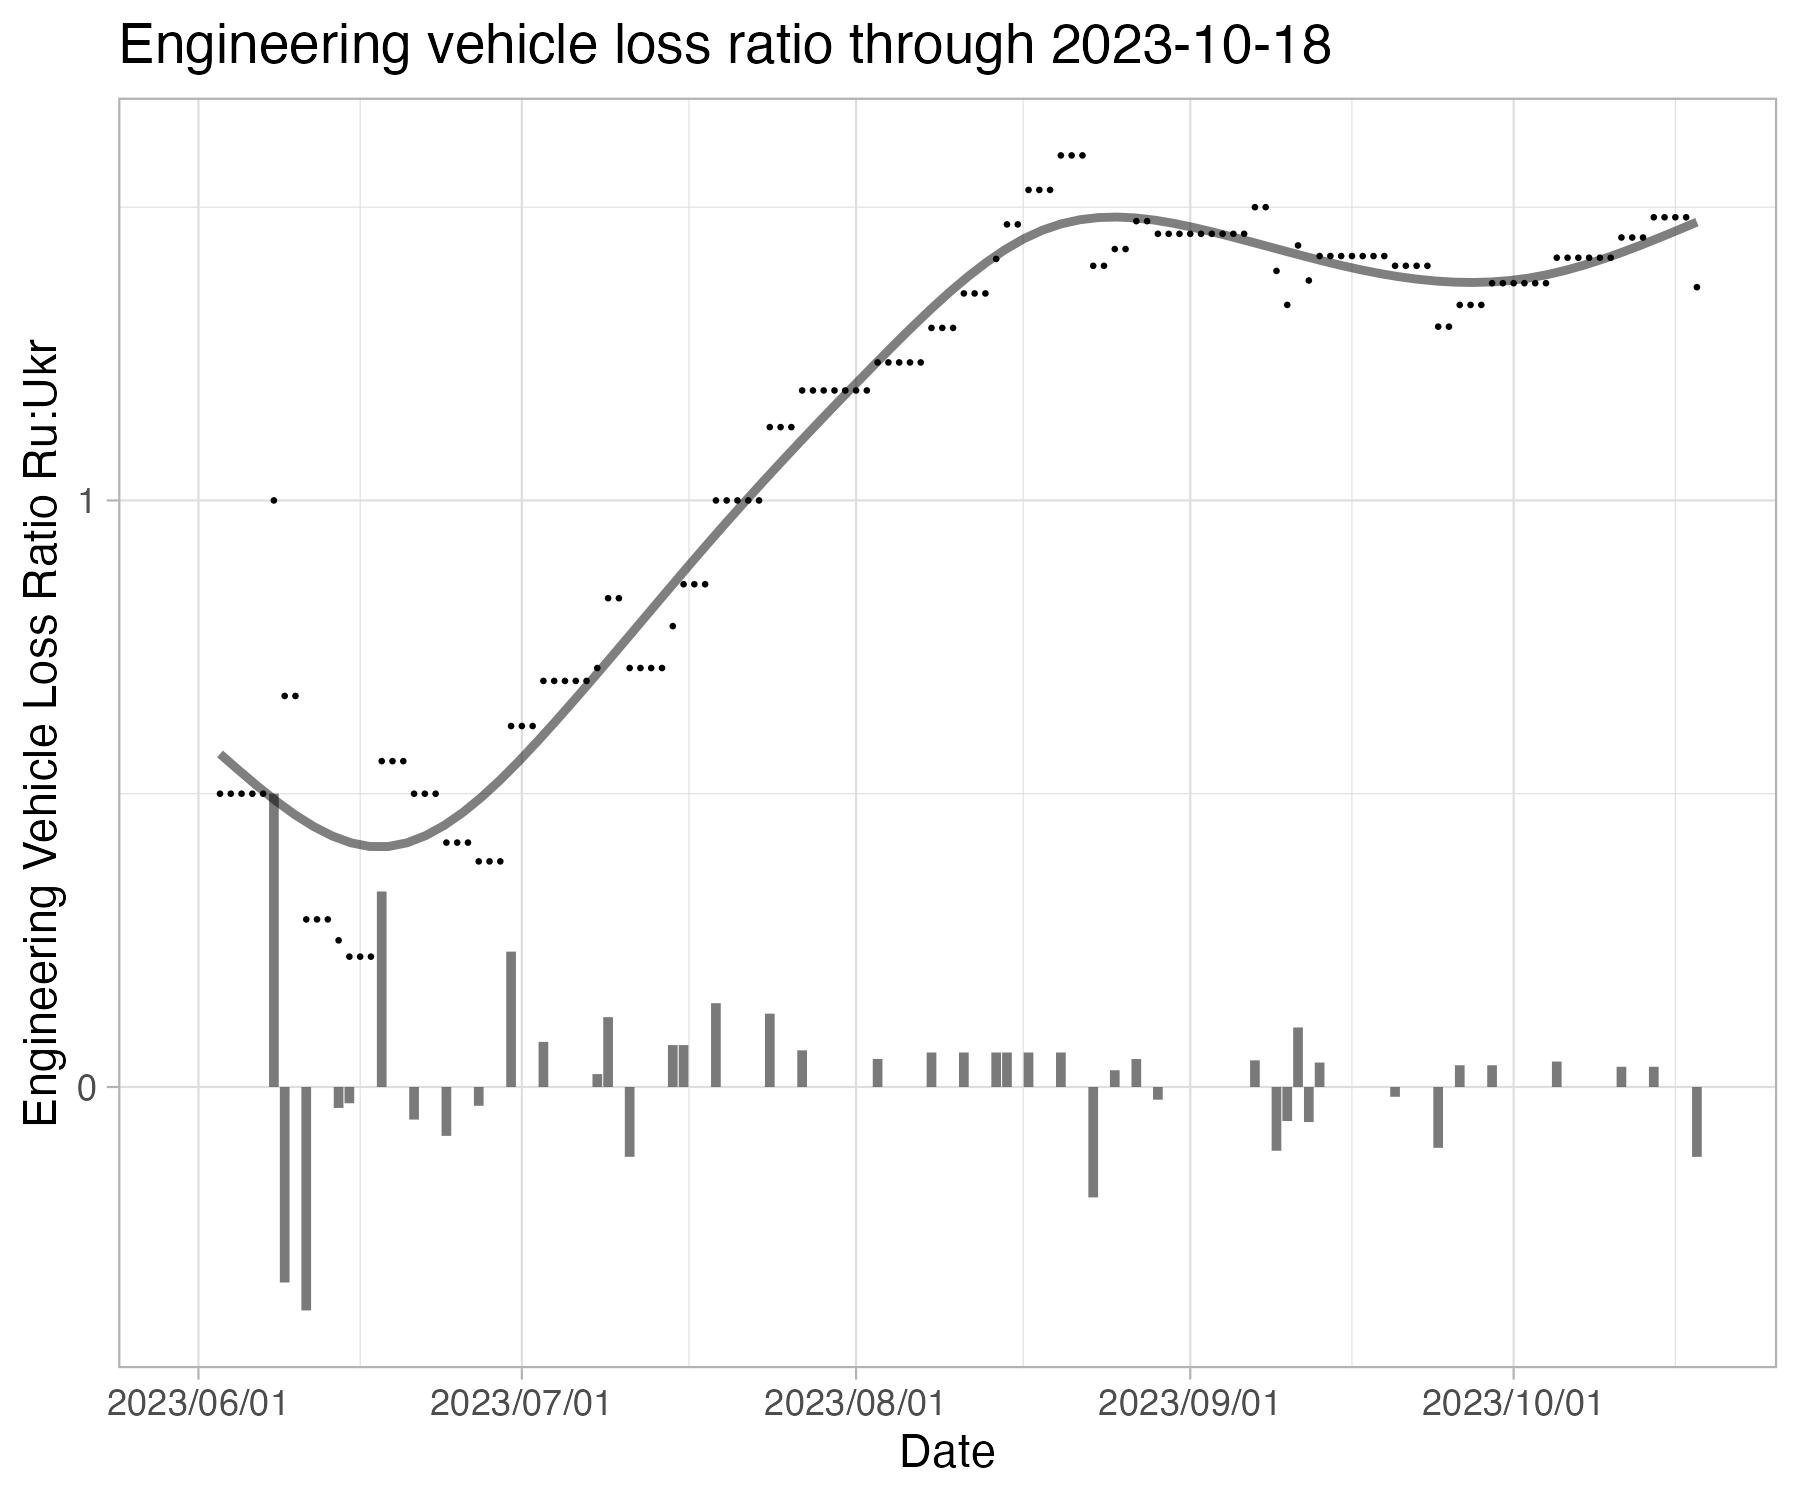 Engineering vehicle loss ratio through 2023-10-18
Engineering Vehicle Loss Ratio Ru:Ukr
1
0
2023/06/01 2023/07/01 2023/08/01 2023/09/01 2023/10/01
Date